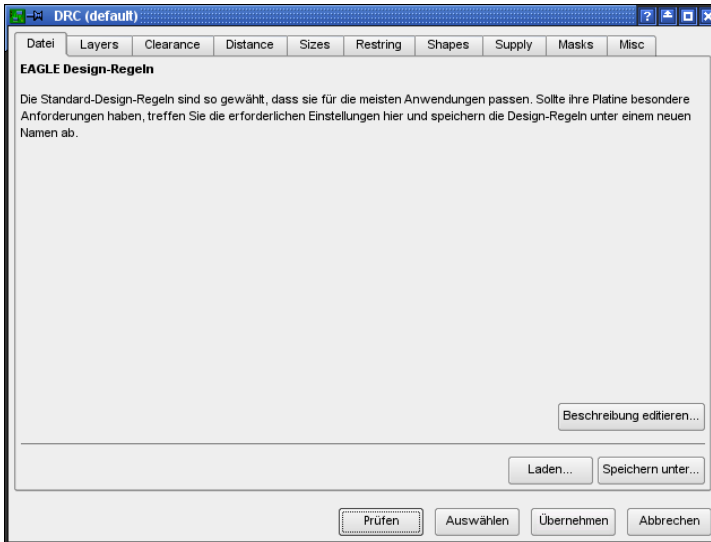 DRC (default)
Datei Layers Clearance Distance Sizes Restring Shapes Supply Masks Misc
EAGLE Design-Regeln
Die Standard-Design-Regeln sind so gewählt, dass sie für die meisten Anwendungen passen. Sollte ihre Platine besondere
Anforderungen haben, treffen Sie die erforderlichen Einstellungen hier und speichern die Design-Regeln unter einem neuen
Namen ab.
Beschreibung editieren...
Laden... Speichern unter...
Prüfen Auswählen Übernehmen Abbrechen